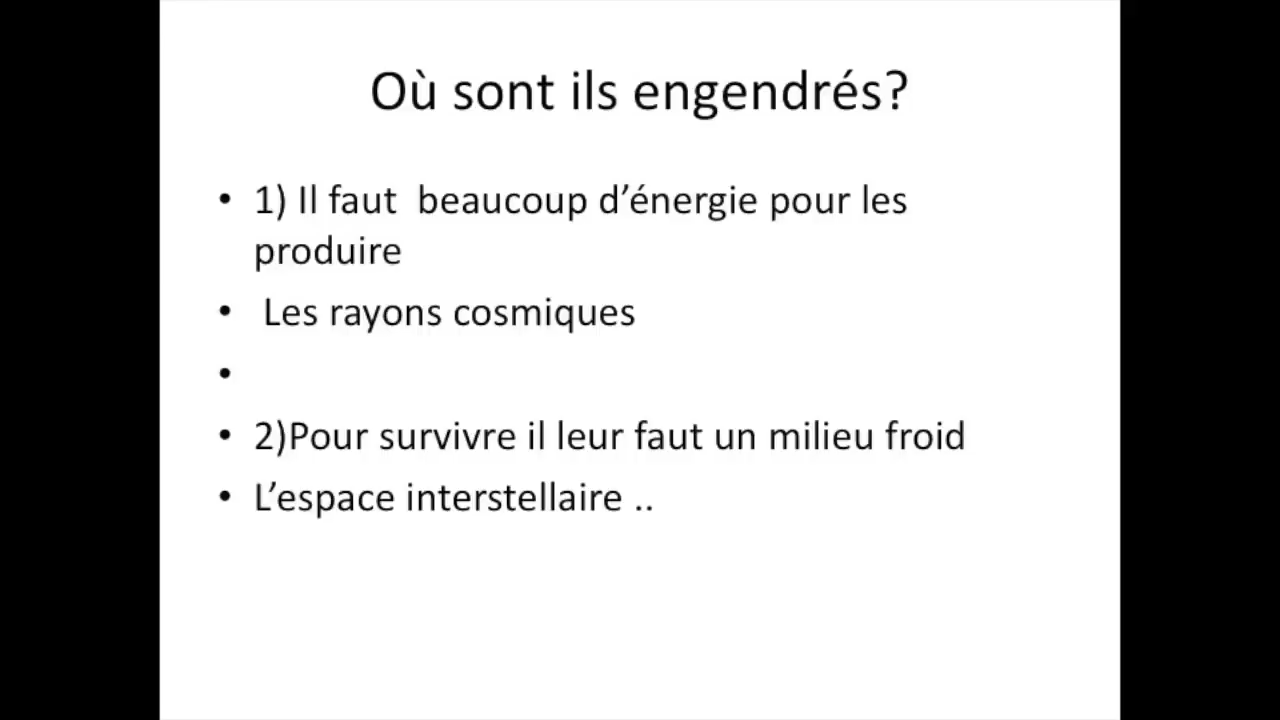 Où sont ils engendrés?
• 1) Il faut  beaucoup d’énergie pour les
produire
•  Les rayons cosmiques
•
• 2)Pour survivre il leur faut un milieu froid
• L’espace interstellaire ..